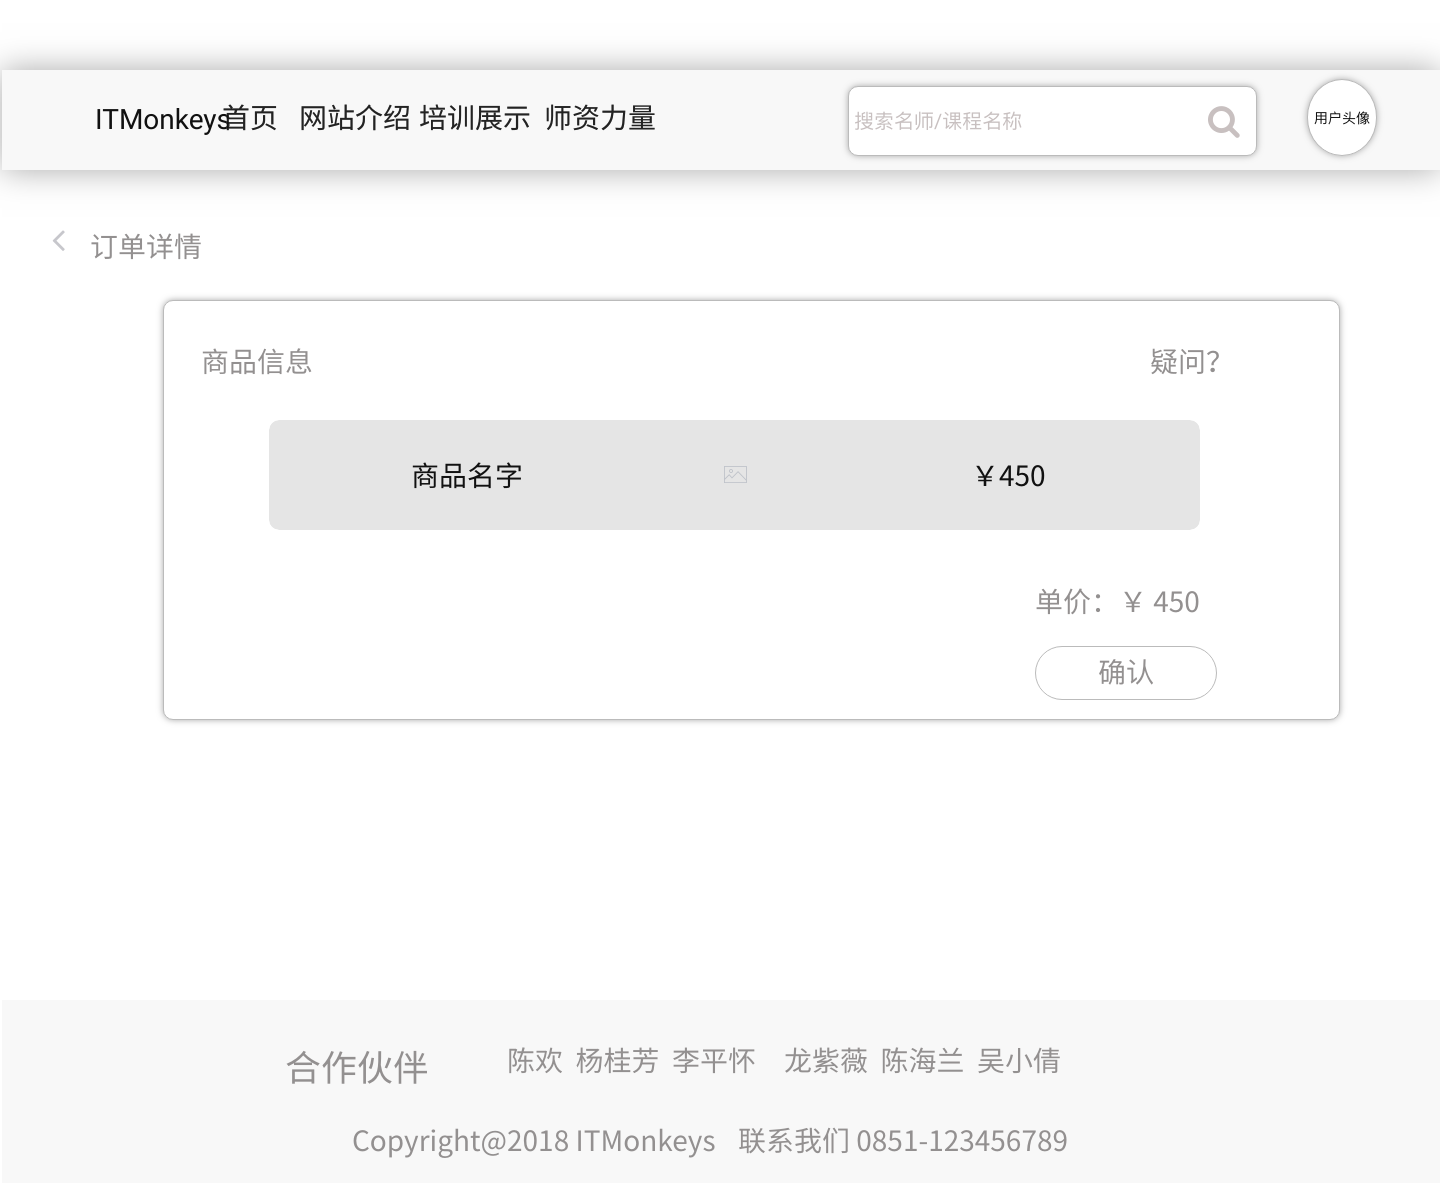 ITMonkeys首页 网站介绍 培训展示 师资力量 搜索名师/课程名称 用户头像
订单详情
商品信息 疑问?
商品名字 ￥450
单价：￥ 450
确认
合作伙伴 陈欢 杨桂芳 李平怀 龙紫薇 陈海兰 吴小倩
Copyright@2018 ITMonkeys 联系我们 0851-123456789